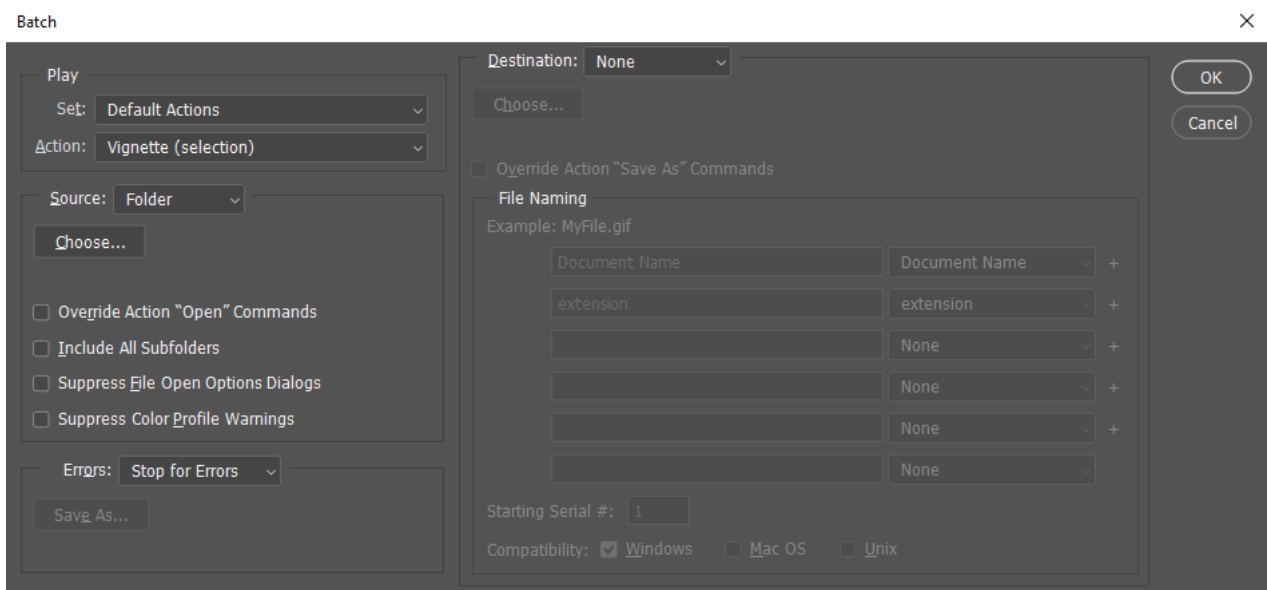 Batch
Play
Set: Default Actions
Action: Vignette (selection)
Source: Folder
Choose...
Override Action “Open” Commands
Include All Subfolders
Suppress File Open Options Dialogs
Suppress Color Profile Warnings
Errors: Stop for Errors
Save As...
Destination: None
Choose...
Override Action “Save As” Commands
File Naming
Example: MyFile.gif
Document Name Document Name +
extension extension +
None +
None +
None +
None
Starting Serial #: 1
Compatibility: Windows Mac OS Unix
OK
Cancel